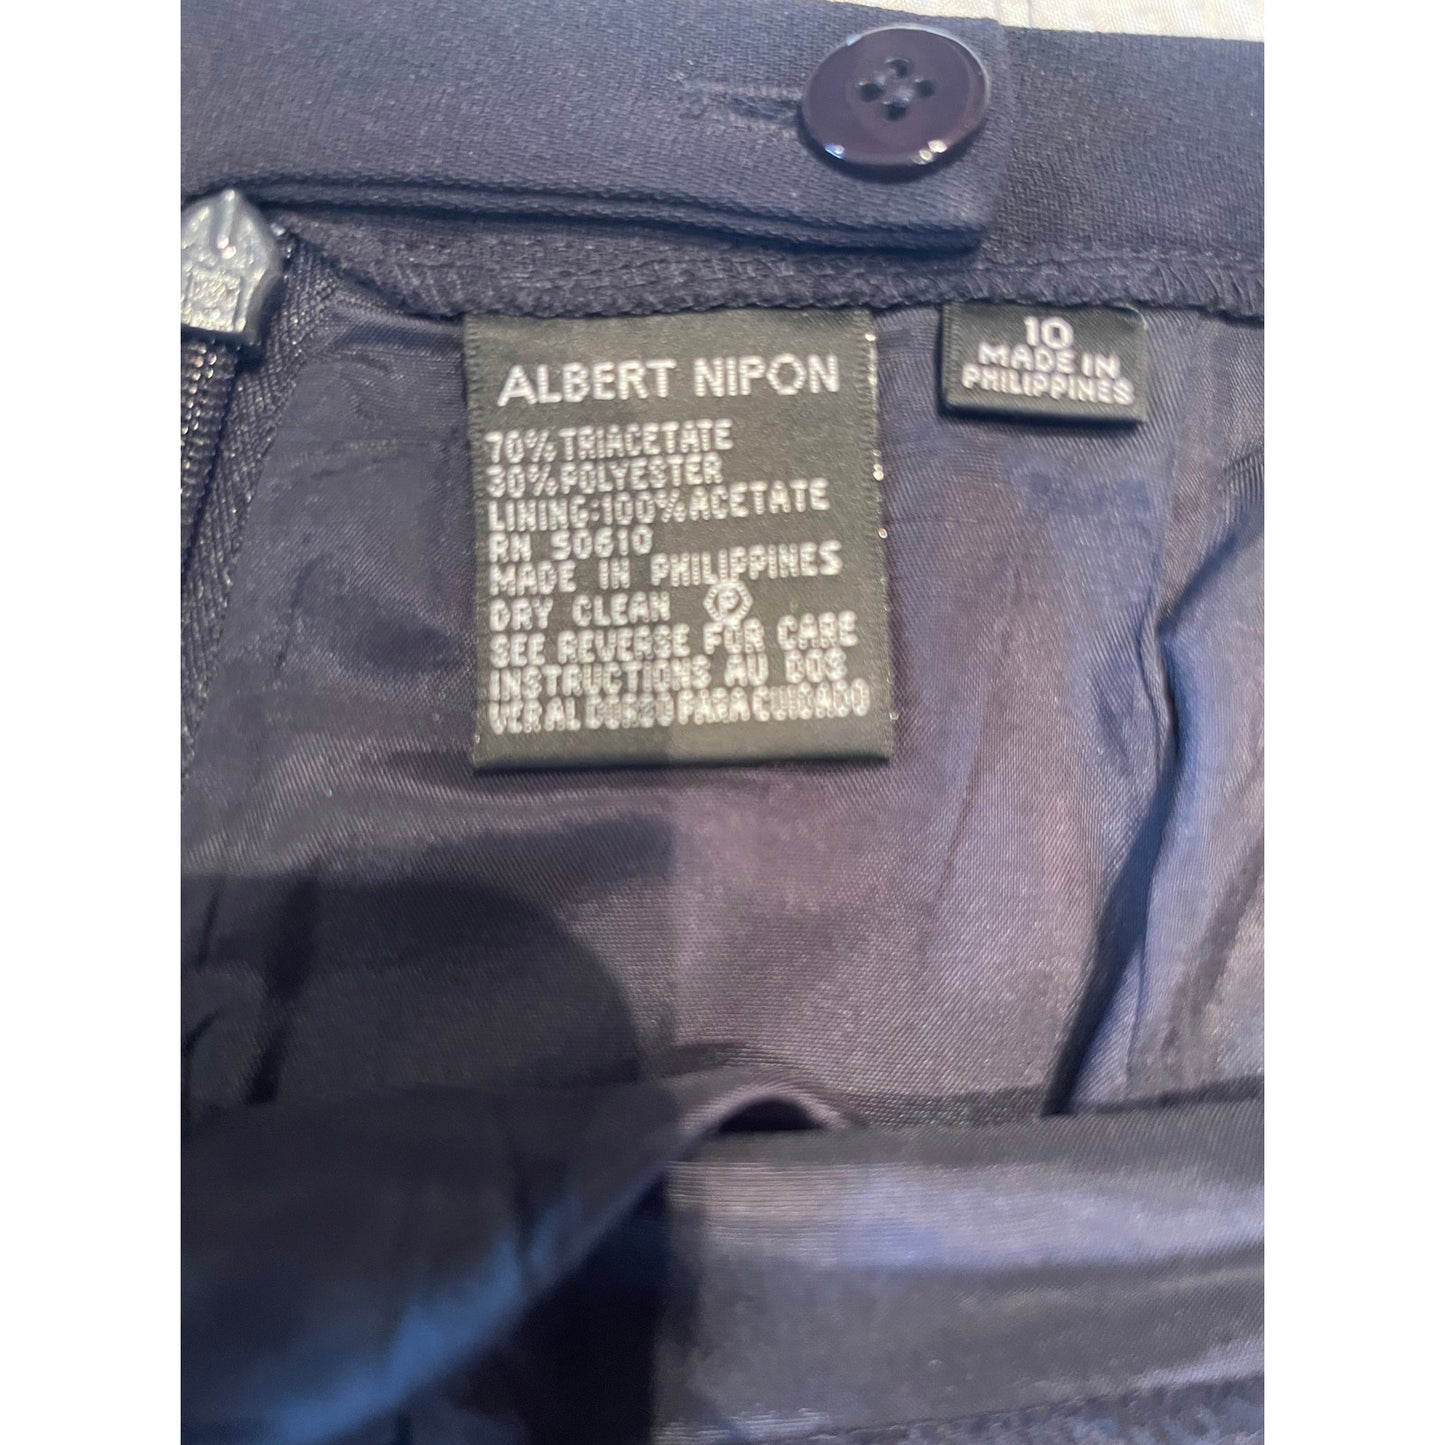 ALBERT NIPON
70% TRIACETATE
30% POLYESTER
LINING:100% ACETATE
RN 50610
MADE IN PHILIPPINES
DRY CLEAN Ⓟ
SEE REVERSE FOR CARE
INSTRUCTIONS AU DOS
VER AL DORSO PARA CUIDADO
10
MADE IN
PHILIPPINES